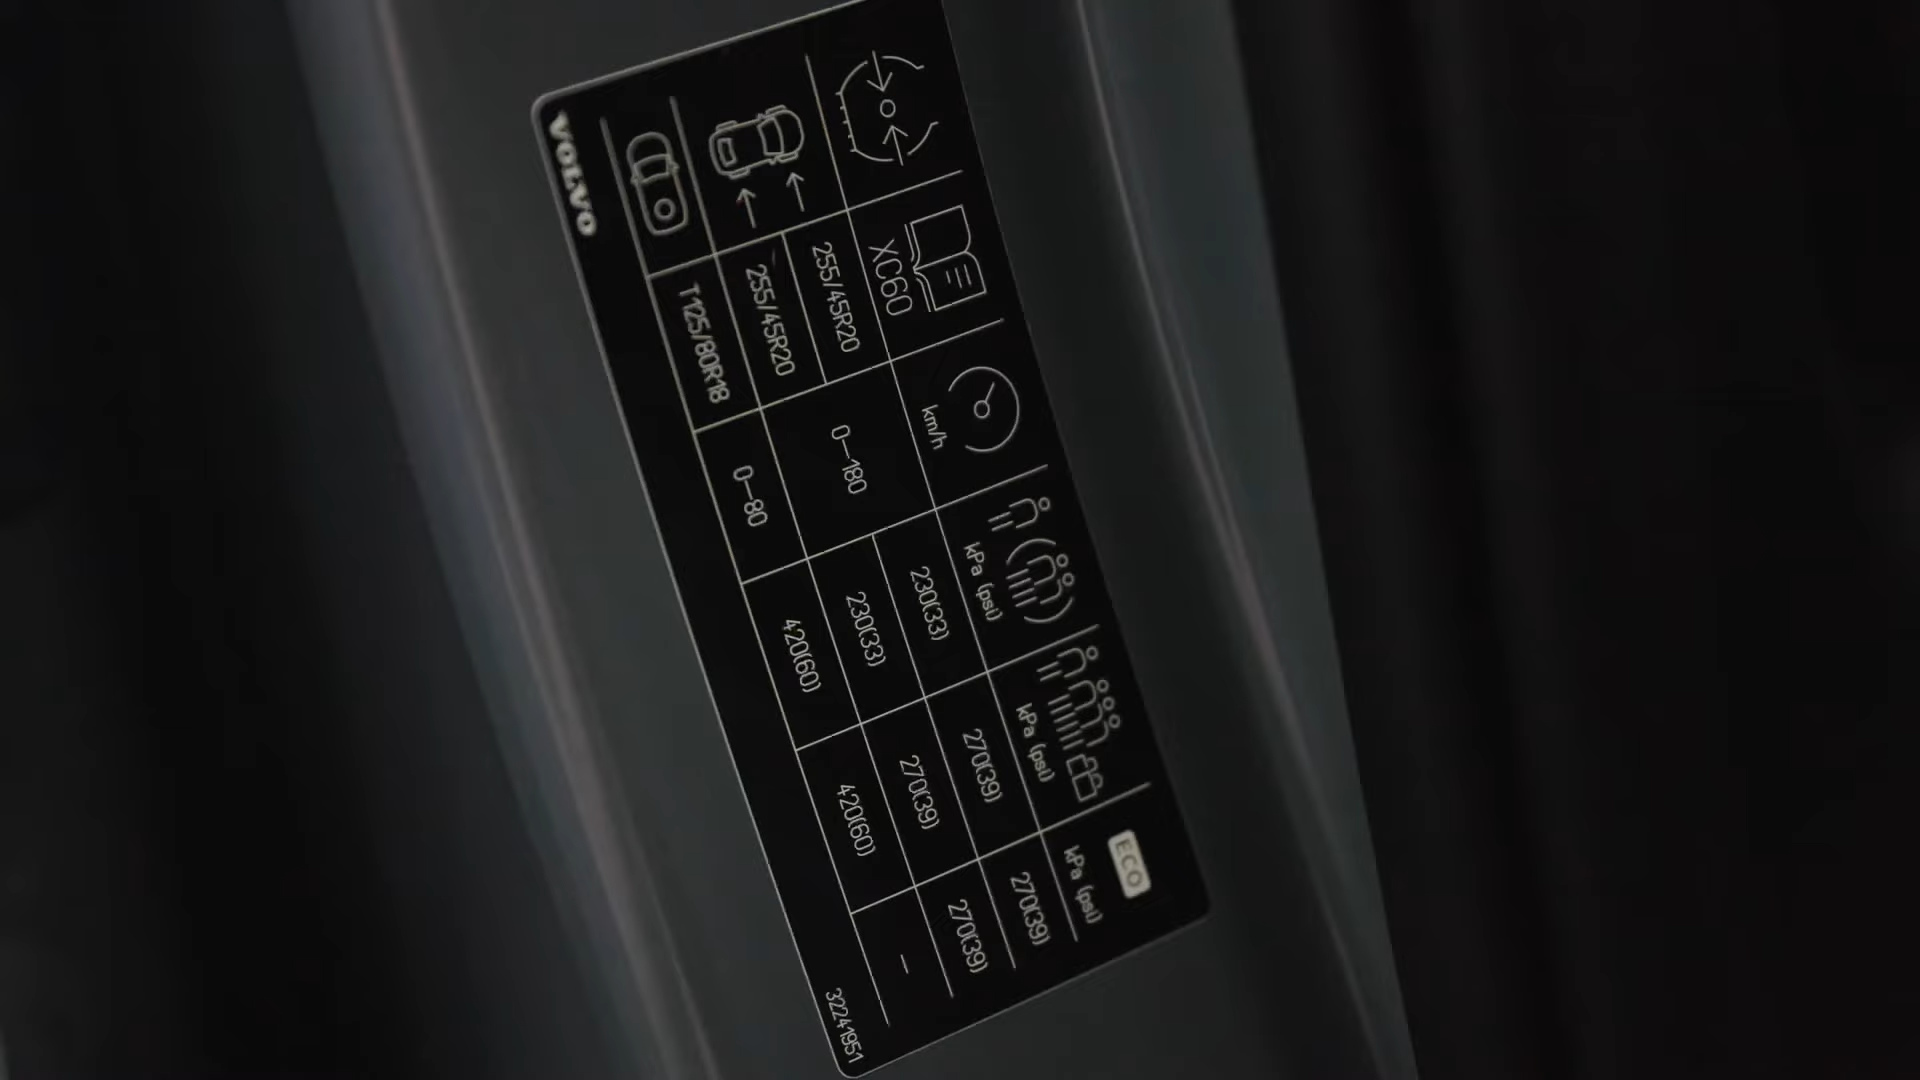 XC60
km/h
kPa (psi)
kPa (psi)
ECO
kPa (psi)
255/45R20
0–180
230(33)
270(39)
270(39)
255/45R20
230(33)
270(39)
270(39)
T125/80R18
0–80
420(60)
420(60)
–
VOLVO
32241951